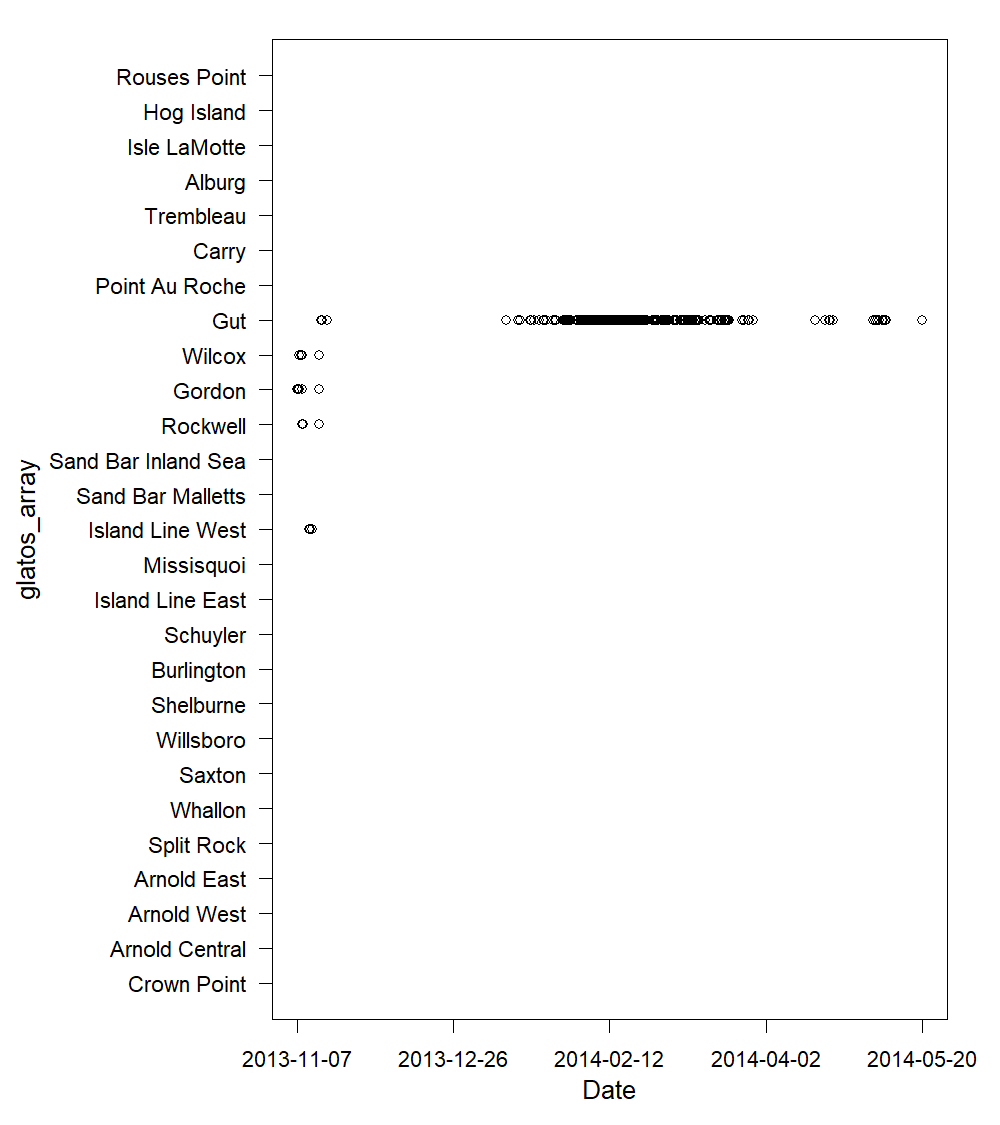 Rouses Point
Hog Island
Isle LaMotte
Alburg
Trembleau
Carry
Point Au Roche
Gut
Wilcox
Gordon
Rockwell
Sand Bar Inland Sea
Sand Bar Malletts
Island Line West
Missisquoi
Island Line East
Schuyler
Burlington
Shelburne
Willsboro
Saxton
Whallon
Split Rock
Arnold East
Arnold West
Arnold Central
Crown Point
glatos_array
2013-11-07 2013-12-26 2014-02-12 2014-04-02 2014-05-20
Date